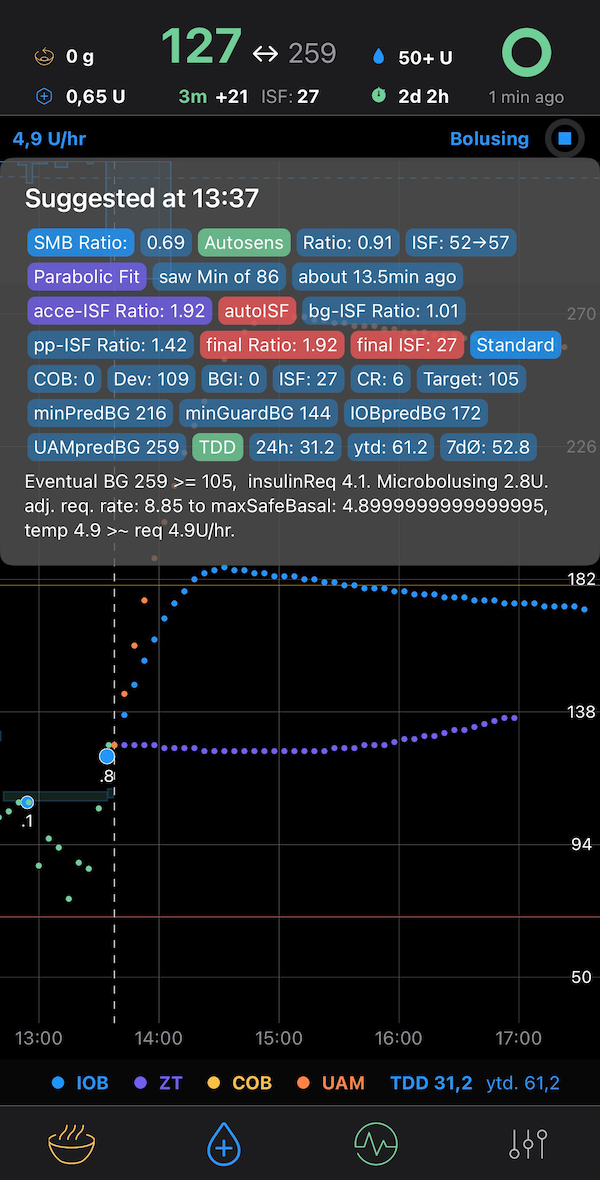 0 g 127 ↔ 259 50+ U
0,65 U 3m +21 ISF: 27 2d 2h 1 min ago
4,9 U/hr Bolusing
Suggested at 13:37
SMB Ratio: 0.69 Autosens Ratio: 0.91 ISF: 52→57
Parabolic Fit saw Min of 86 about 13.5min ago
acce-ISF Ratio: 1.92 autoISF bg-ISF Ratio: 1.01
270
pp-ISF Ratio: 1.42 final Ratio: 1.92 final ISF: 27 Standard
COB: 0 Dev: 109 BGI: 0 ISF: 27 CR: 6 Target: 105
minPredBG 216 minGuardBG 144 IOBpredBG 172
UAMpredBG 259 TDD 24h: 31.2 ytd: 61.2 7dØ: 52.8
226
Eventual BG 259 >= 105,  insulinReq 4.1. Microbolusing 2.8U.
adj. req. rate: 8.85 to maxSafeBasal: 4.8999999999999995,
temp 4.9 >~ req 4.9U/hr.
182
138
.8
.1
94
50
13:00 14:00 15:00 16:00 17:00
IOB ZT COB UAM TDD 31,2 ytd. 61,2